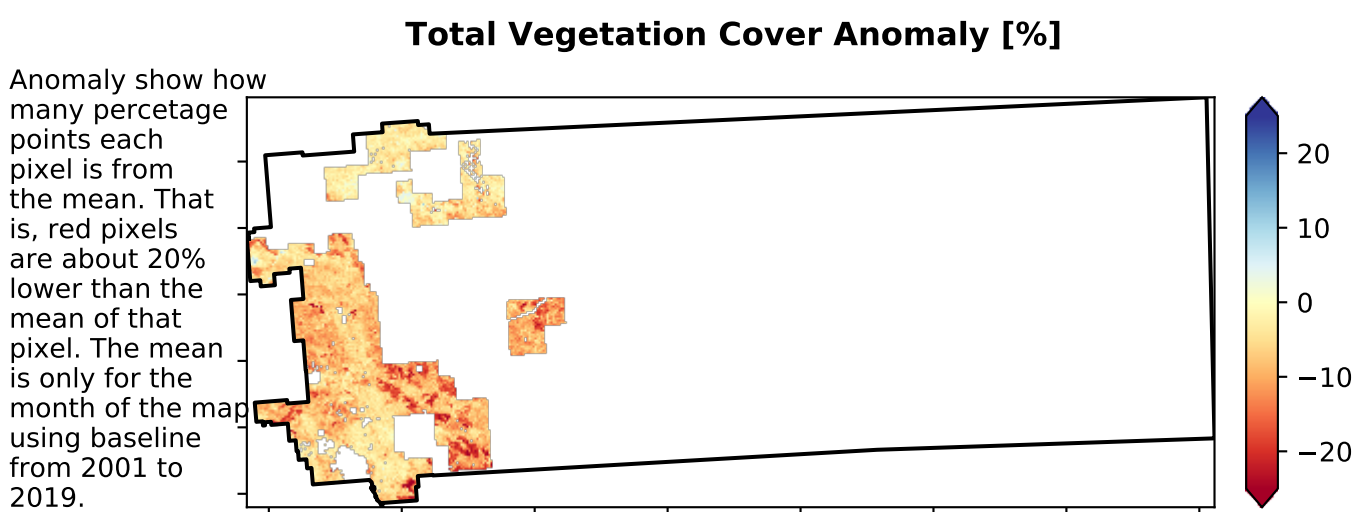 Total Vegetation Cover Anomaly [%]
Anomaly show how
many percetage
points each
pixel is from
the mean. That
is, red pixels
are about 20%
lower than the
mean of that
pixel. The mean
is only for the
month of the map
using baseline
from 2001 to
2019.
20
10
0
−10
−20